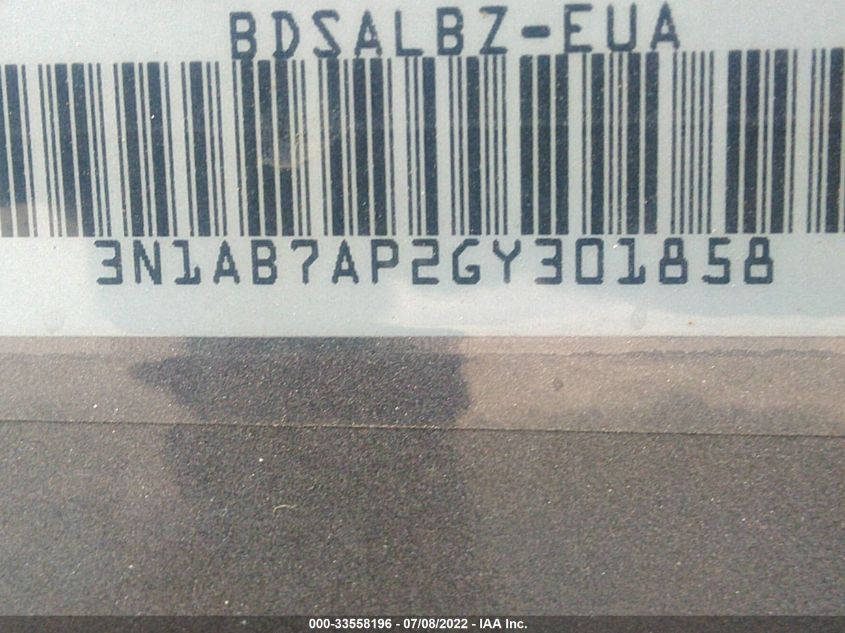 BDSALBZ-EUA
3N1AB7AP2GY301858
000-33558196 - 07/08/2022 - IAA Inc.